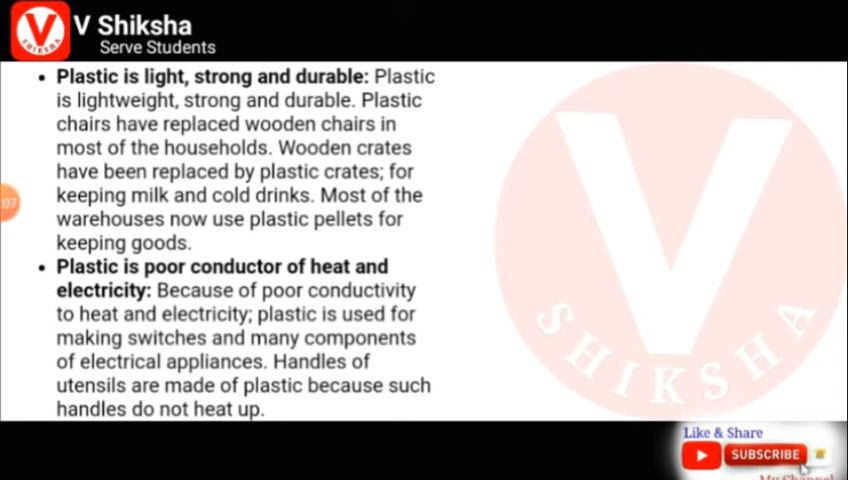 V Shiksha
Serve Students
V
SHIKSHA
• Plastic is light, strong and durable: Plastic
is lightweight, strong and durable. Plastic
chairs have replaced wooden chairs in
most of the households. Wooden crates
have been replaced by plastic crates; for
keeping milk and cold drinks. Most of the
warehouses now use plastic pellets for
keeping goods.
• Plastic is poor conductor of heat and
electricity: Because of poor conductivity
to heat and electricity; plastic is used for
making switches and many components
of electrical appliances. Handles of
utensils are made of plastic because such
handles do not heat up.
:07
V
SHIKSHA
Like & Share
SUBSCRIBE
My Channel